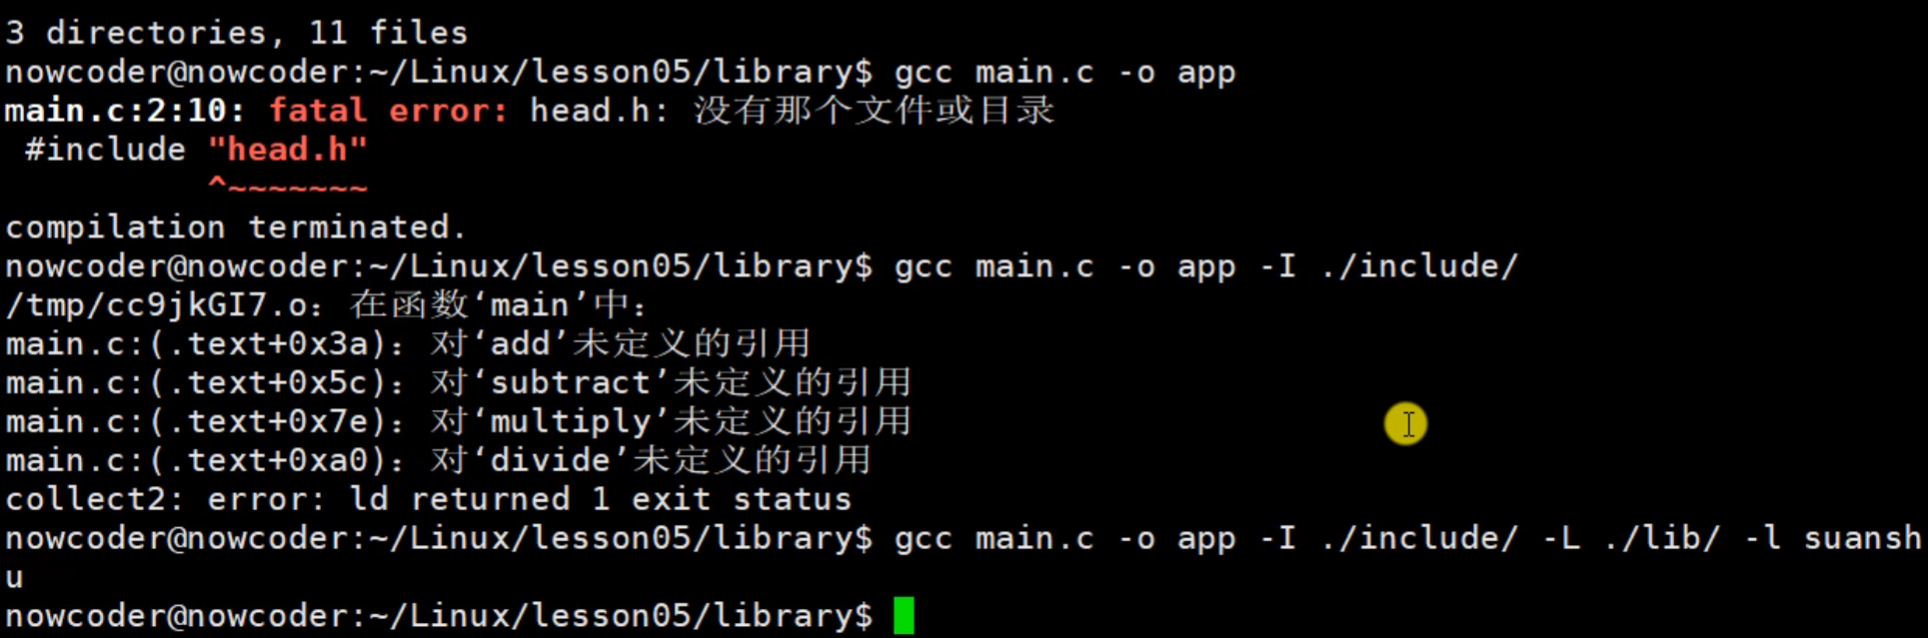 3 directories, 11 files
nowcoder@nowcoder:~/Linux/lesson05/library$ gcc main.c -o app
main.c:2:10: fatal error: head.h: 没有那个文件或目录
 #include "head.h"
          ^~~~~~~~
compilation terminated.
nowcoder@nowcoder:~/Linux/lesson05/library$ gcc main.c -o app -I ./include/
/tmp/cc9jkGI7.o：在函数‘main’中：
main.c:(.text+0x3a)：对‘add’未定义的引用
main.c:(.text+0x5c)：对‘subtract’未定义的引用
main.c:(.text+0x7e)：对‘multiply’未定义的引用
main.c:(.text+0xa0)：对‘divide’未定义的引用
collect2: error: ld returned 1 exit status
nowcoder@nowcoder:~/Linux/lesson05/library$ gcc main.c -o app -I ./include/ -L ./lib/ -l suansh
u
nowcoder@nowcoder:~/Linux/lesson05/library$